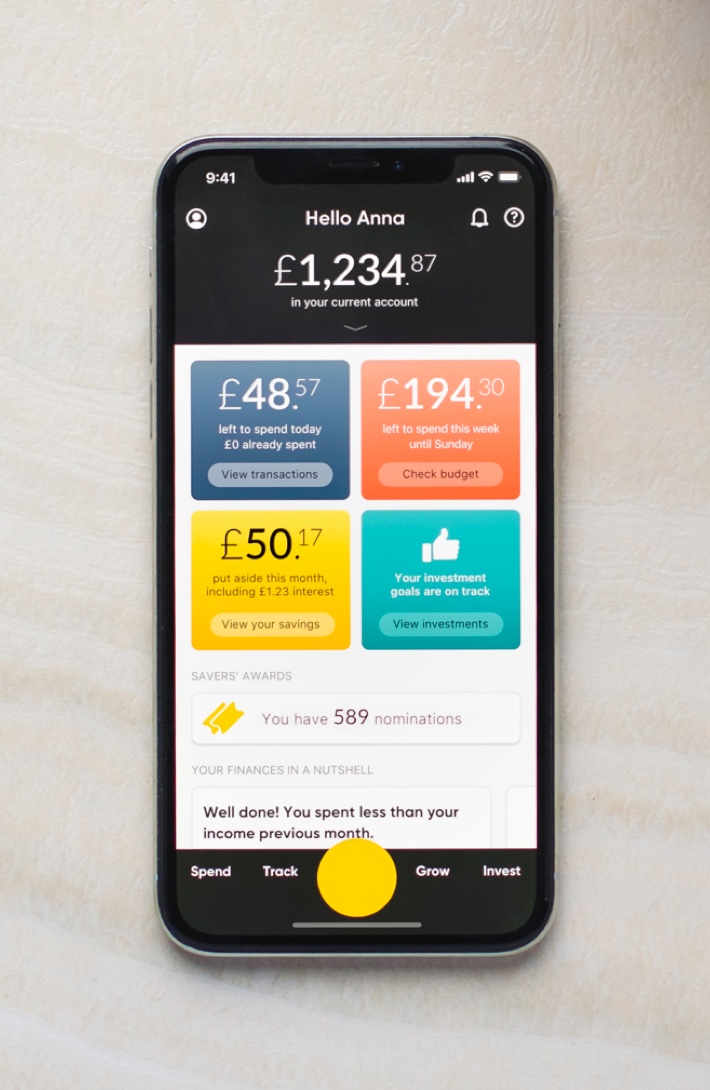 9:41
Hello Anna
£1,234.87
in your current account
£48.57
left to spend today
£0 already spent
View transactions
£194.30
left to spend this week
until Sunday
Check budget
£50.17
put aside this month,
including £1.23 interest
View your savings
Your investment
goals are on track
View investments
SAVERS' AWARDS
You have 589 nominations
YOUR FINANCES IN A NUTSHELL
Well done! You spent less than your
income previous month.
Spend Track Grow Invest